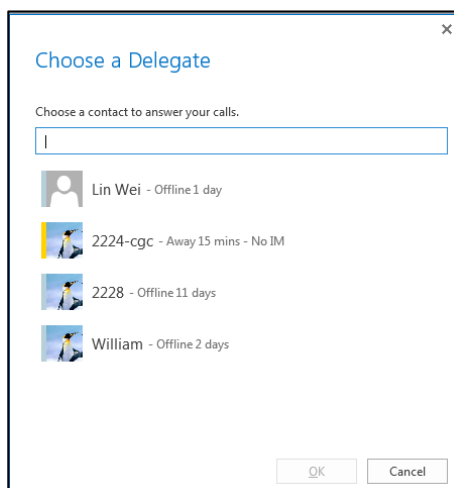 Choose a Delegate
Choose a contact to answer your calls.
Lin Wei - Offline 1 day
2224-cgc - Away 15 mins - No IM
2228 - Offline 11 days
William - Offline 2 days
OK Cancel